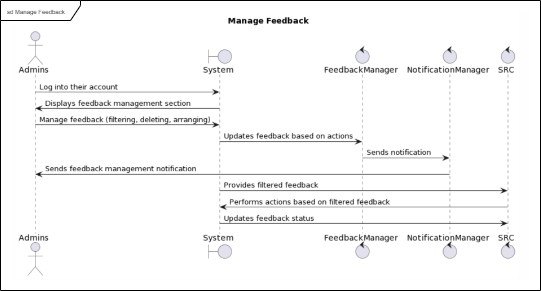 sd Manage Feedback
Manage Feedback
Admins System FeedbackManager NotificationManager SRC
Log into their account
Displays feedback management section
Manage feedback (filtering, deleting, arranging)
Updates feedback based on actions
Sends notification
Sends feedback management notification
Provides filtered feedback
Performs actions based on filtered feedback
Updates feedback status
Admins System FeedbackManager NotificationManager SRC